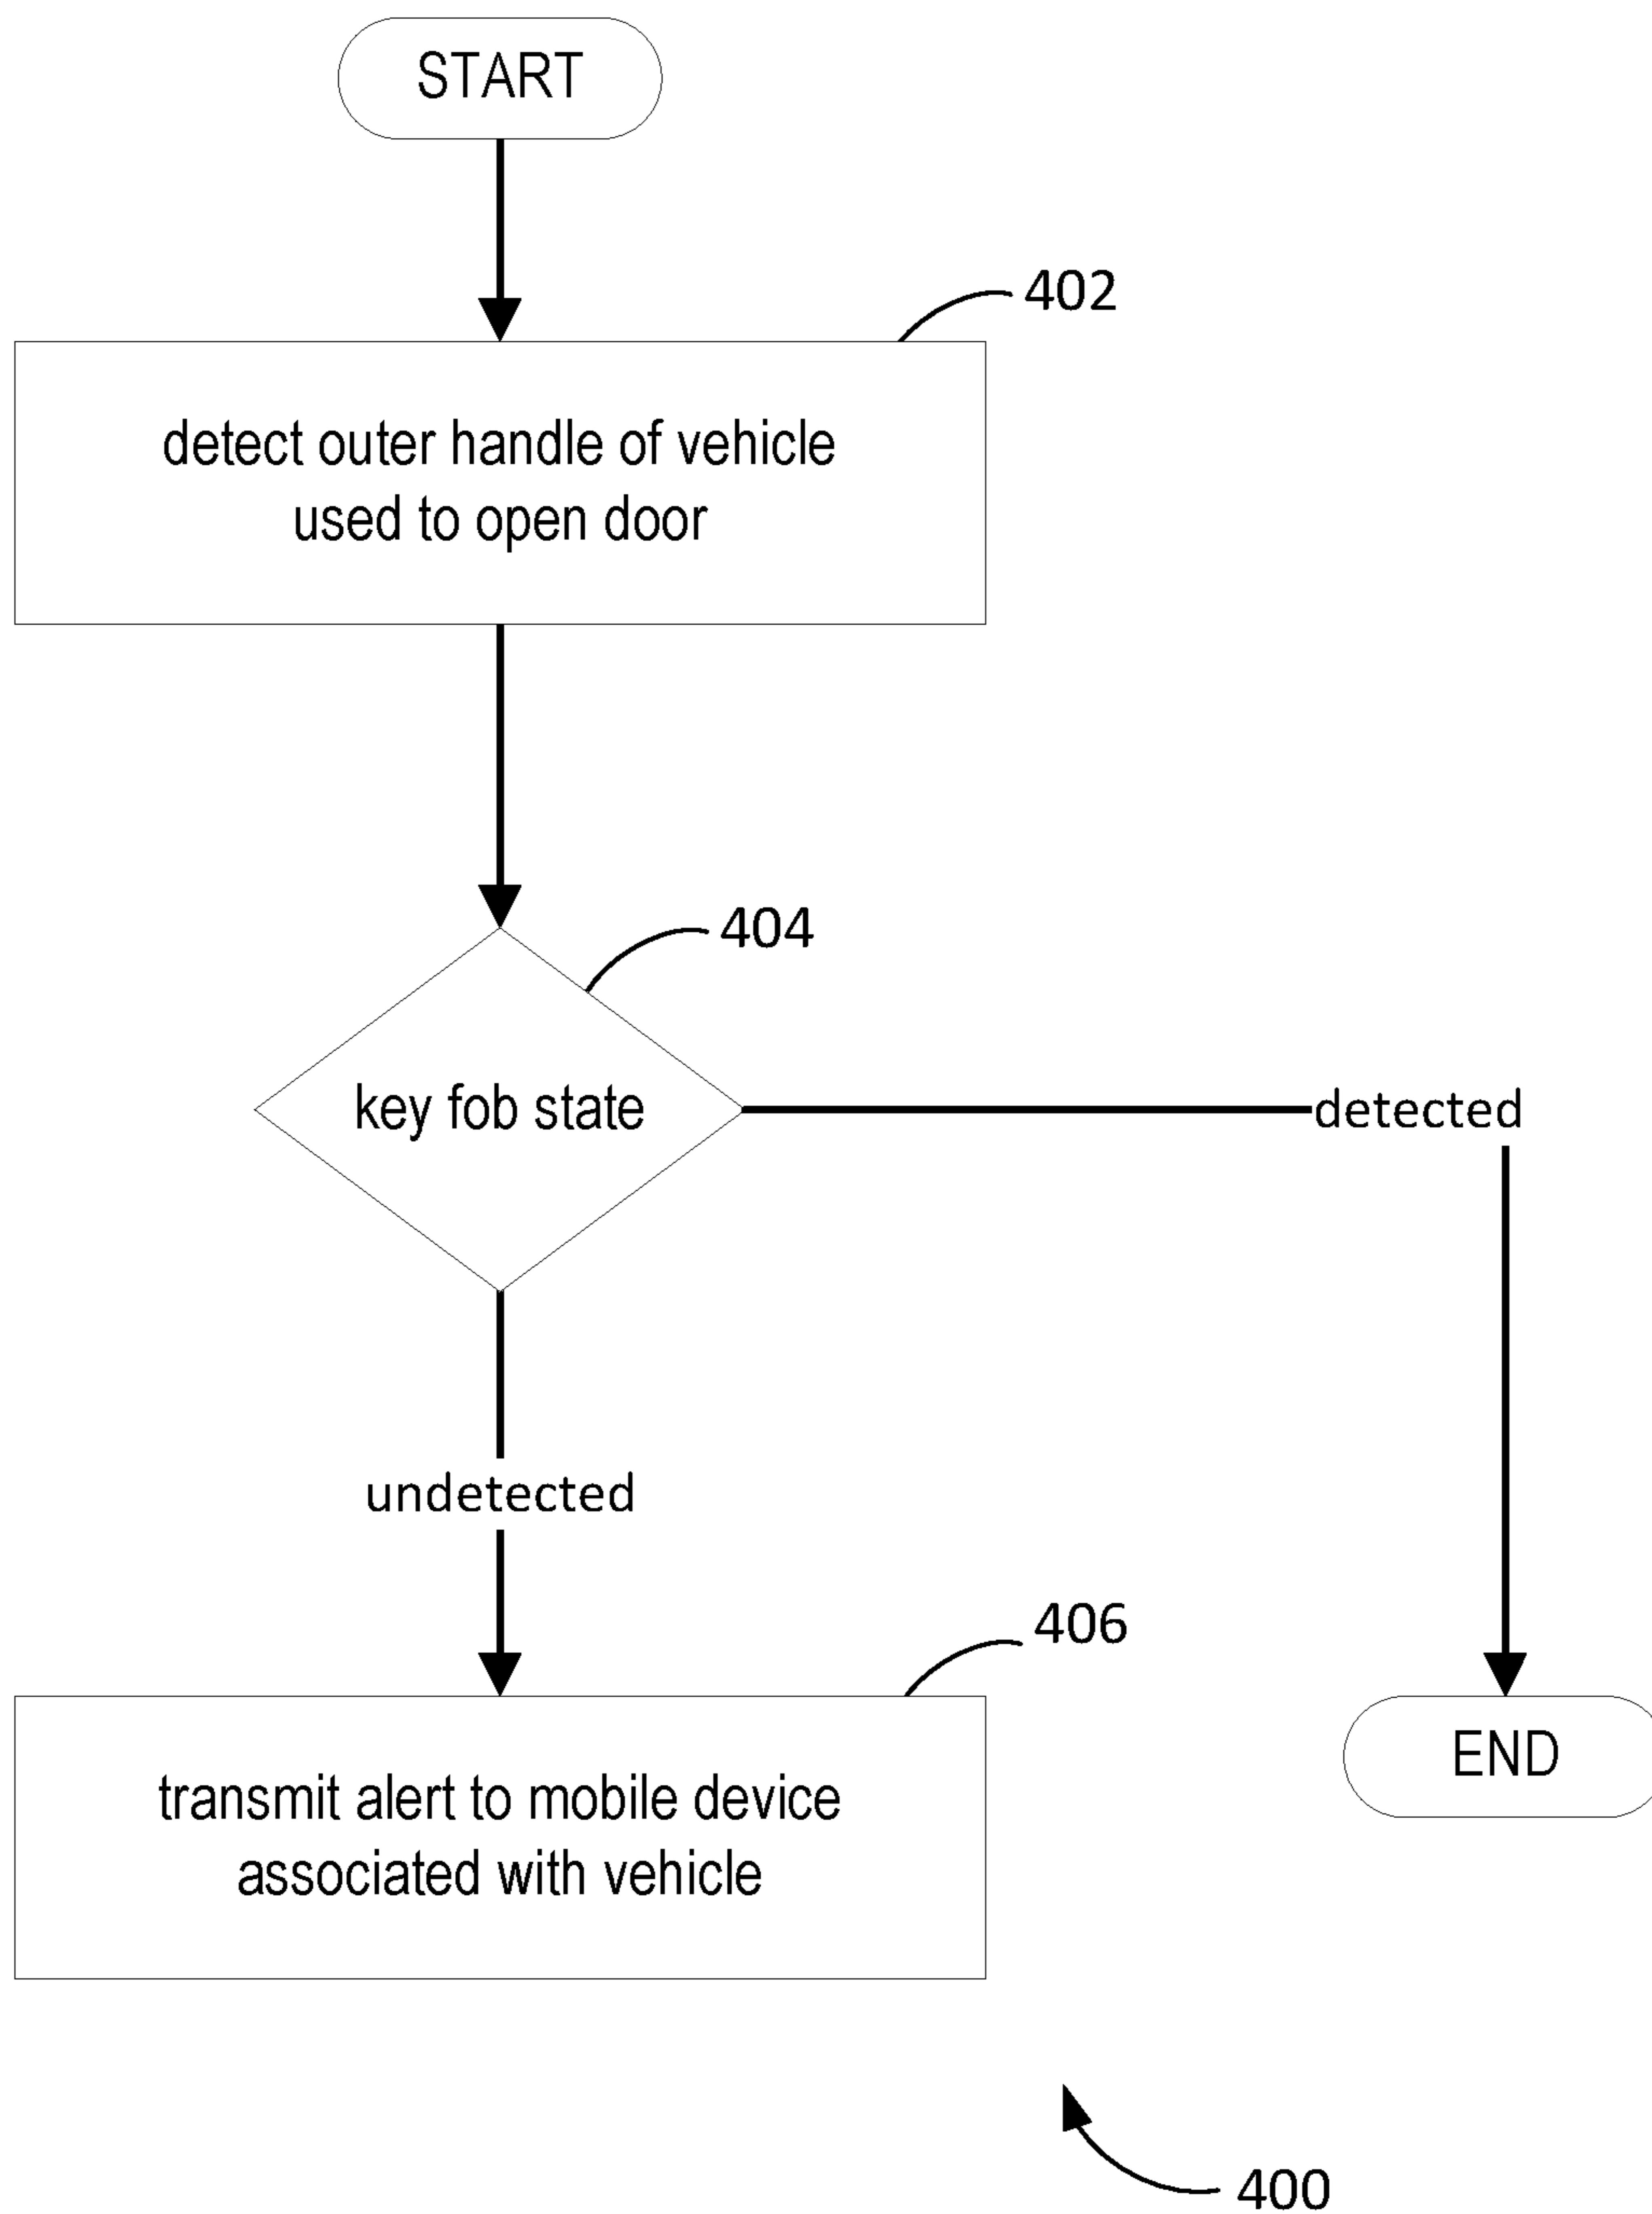 START
402
detect outer handle of vehicle
used to open door
404
key fob state
detected
undetected
406
transmit alert to mobile device
associated with vehicle
END
400